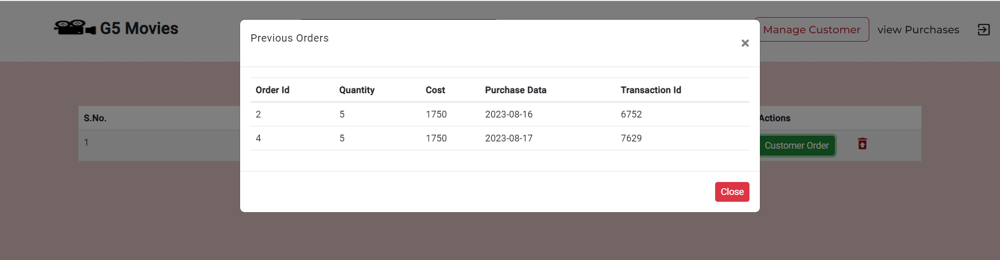 G5 Movies
Manage Customer
view Purchases
Previous Orders
×
Order Id Quantity Cost Purchase Data Transaction Id
2 5 1750 2023-08-16 6752
4 5 1750 2023-08-17 7629
Close
S.No. Actions
1 Customer Order